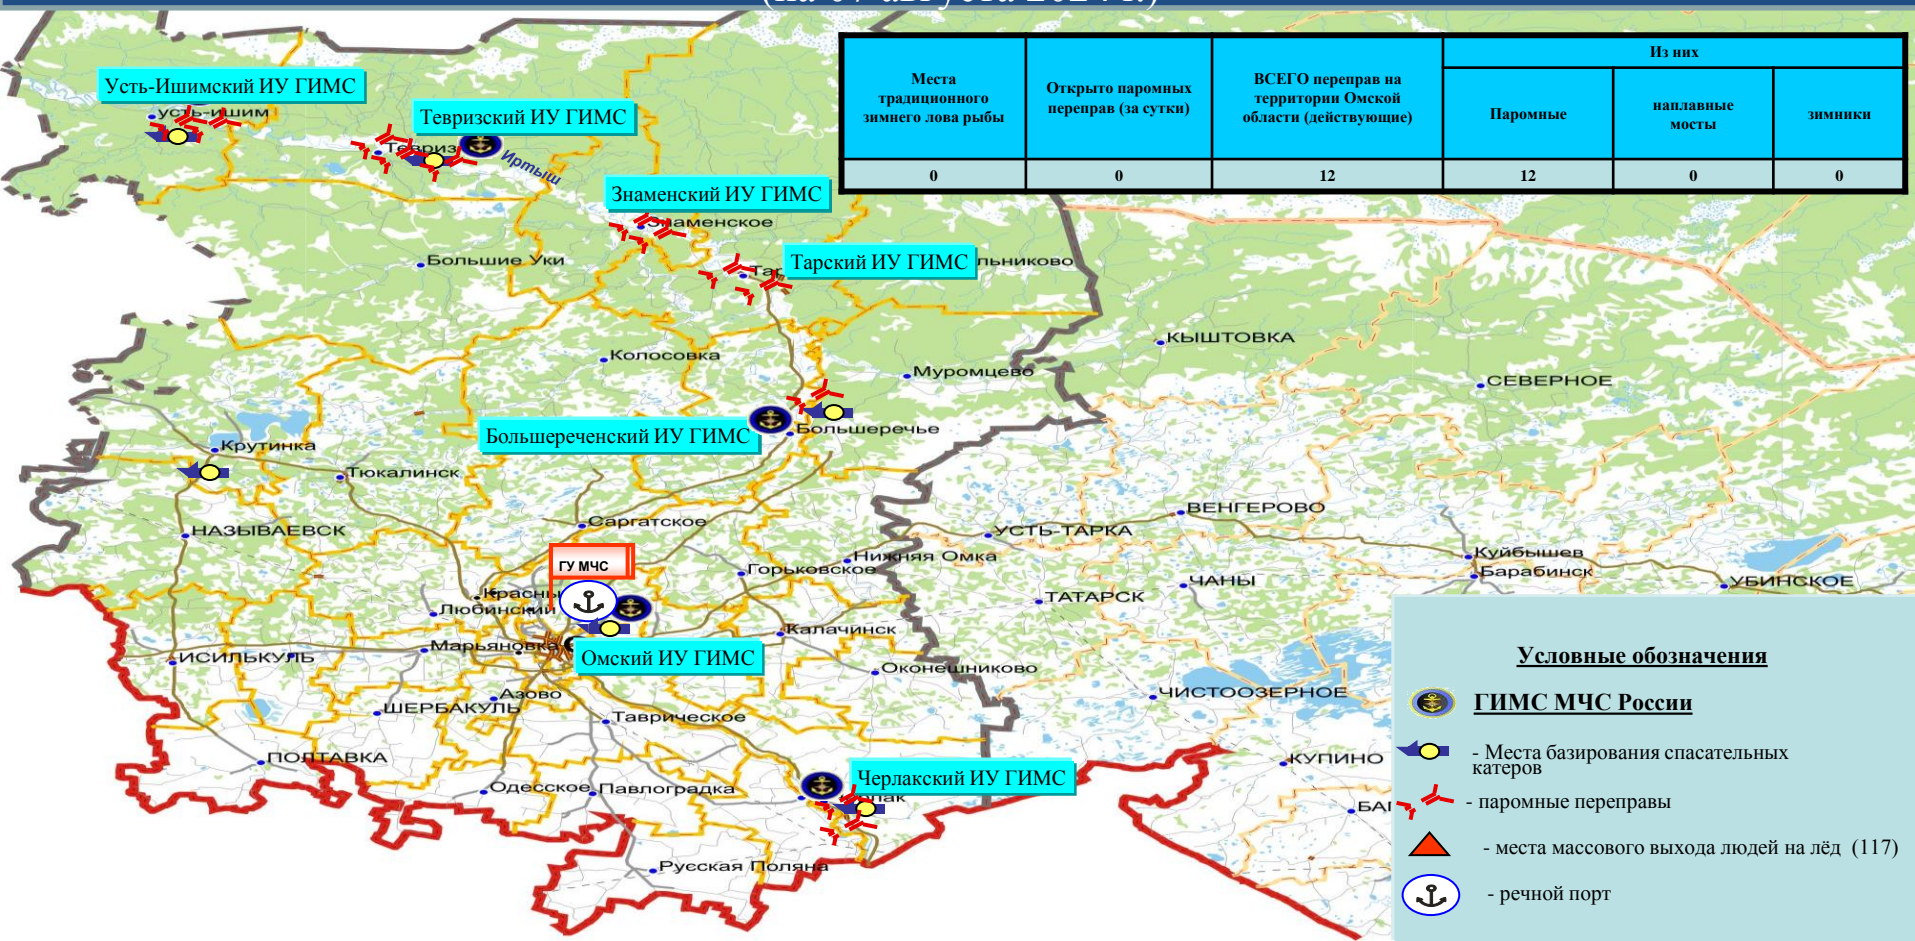 Из них
Места
традиционного
зимнего лова рыбы
Открыто паромных
переправ (за сутки)
ВСЕГО переправ на
территории Омской
области (действующие)
Паромные
наплавные
мосты
зимники
0
0
12
12
0
0
Усть-Ишимский ИУ ГИМС
усть-ишим
Тевризский ИУ ГИМС
Иртыш
Знаменский ИУ ГИМС
Знаменское
Большие Уки
Тарский ИУ ГИМС
Колосовка
Муромцево
КЫШТОВКА
СЕВЕРНОЕ
Большереченский ИУ ГИМС
Большеречье
Крутинка
Тюкалинск
НАЗЫВАЕВСК
Саргатское
УСТЬ-ТАРКА
ВЕНГЕРОВО
Нижняя Омка
Куйбышев
Барабинск
ГУ МЧС
Горьковское
ЧАНЫ
УБИНСКОЕ
ТАТАРСК
Любинский
Калачинск
Марьяновка
ИСИЛЬКУЛЬ
Омский ИУ ГИМС
Оконешниково
Азово
ЧИСТООЗЕРНОЕ
ШЕРБАКУЛЬ
Таврическое
ПОЛТАВКА
КУПИНО
Одесское
Павлоградка
Черлакский ИУ ГИМС
Русская Поляна
Условные обозначения
ГИМС МЧС России
- Места базирования спасательных
катеров
- паромные переправы
- места массового выхода людей на лёд (117)
- речной порт